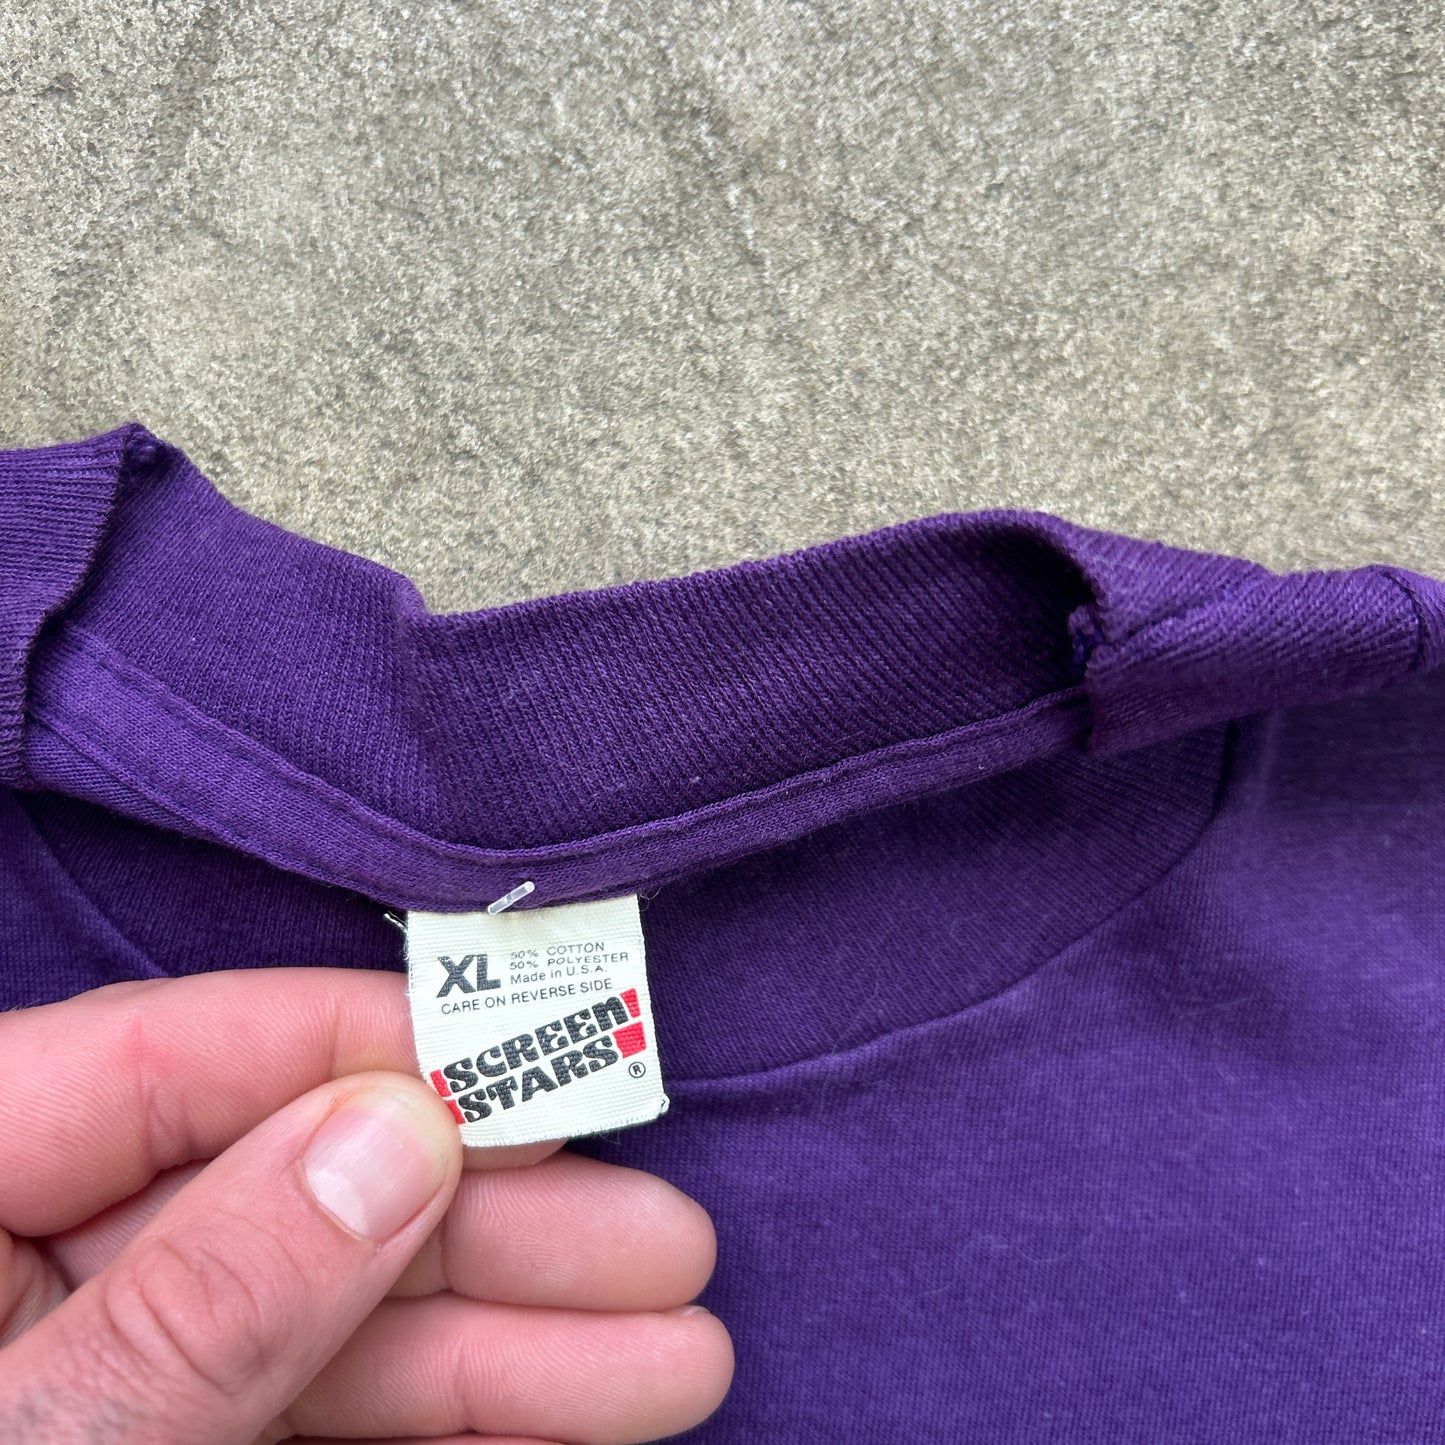 XL
50% COTTON
50% POLYESTER
Made in U.S.A.
CARE ON REVERSE SIDE
SCREEN
STARS ®